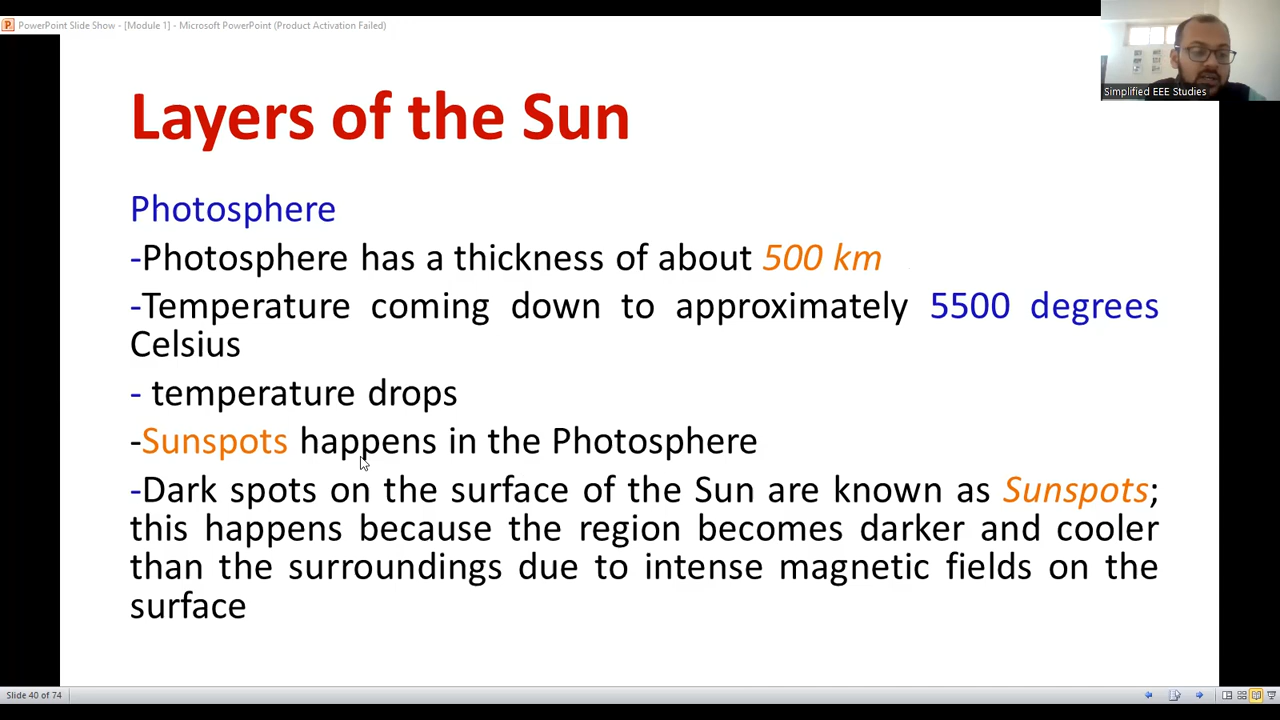 PowerPoint Slide Show - [Module 1] - Microsoft PowerPoint (Product Activation Failed)
Simplified EEE Studies
Layers of the Sun
Photosphere
-Photosphere has a thickness of about 500 km
-Temperature coming down to approximately 5500 degrees
Celsius
- temperature drops
-Sunspots happens in the Photosphere
-Dark spots on the surface of the Sun are known as Sunspots;
this happens because the region becomes darker and cooler
than the surroundings due to intense magnetic fields on the
surface
Slide 40 of 74